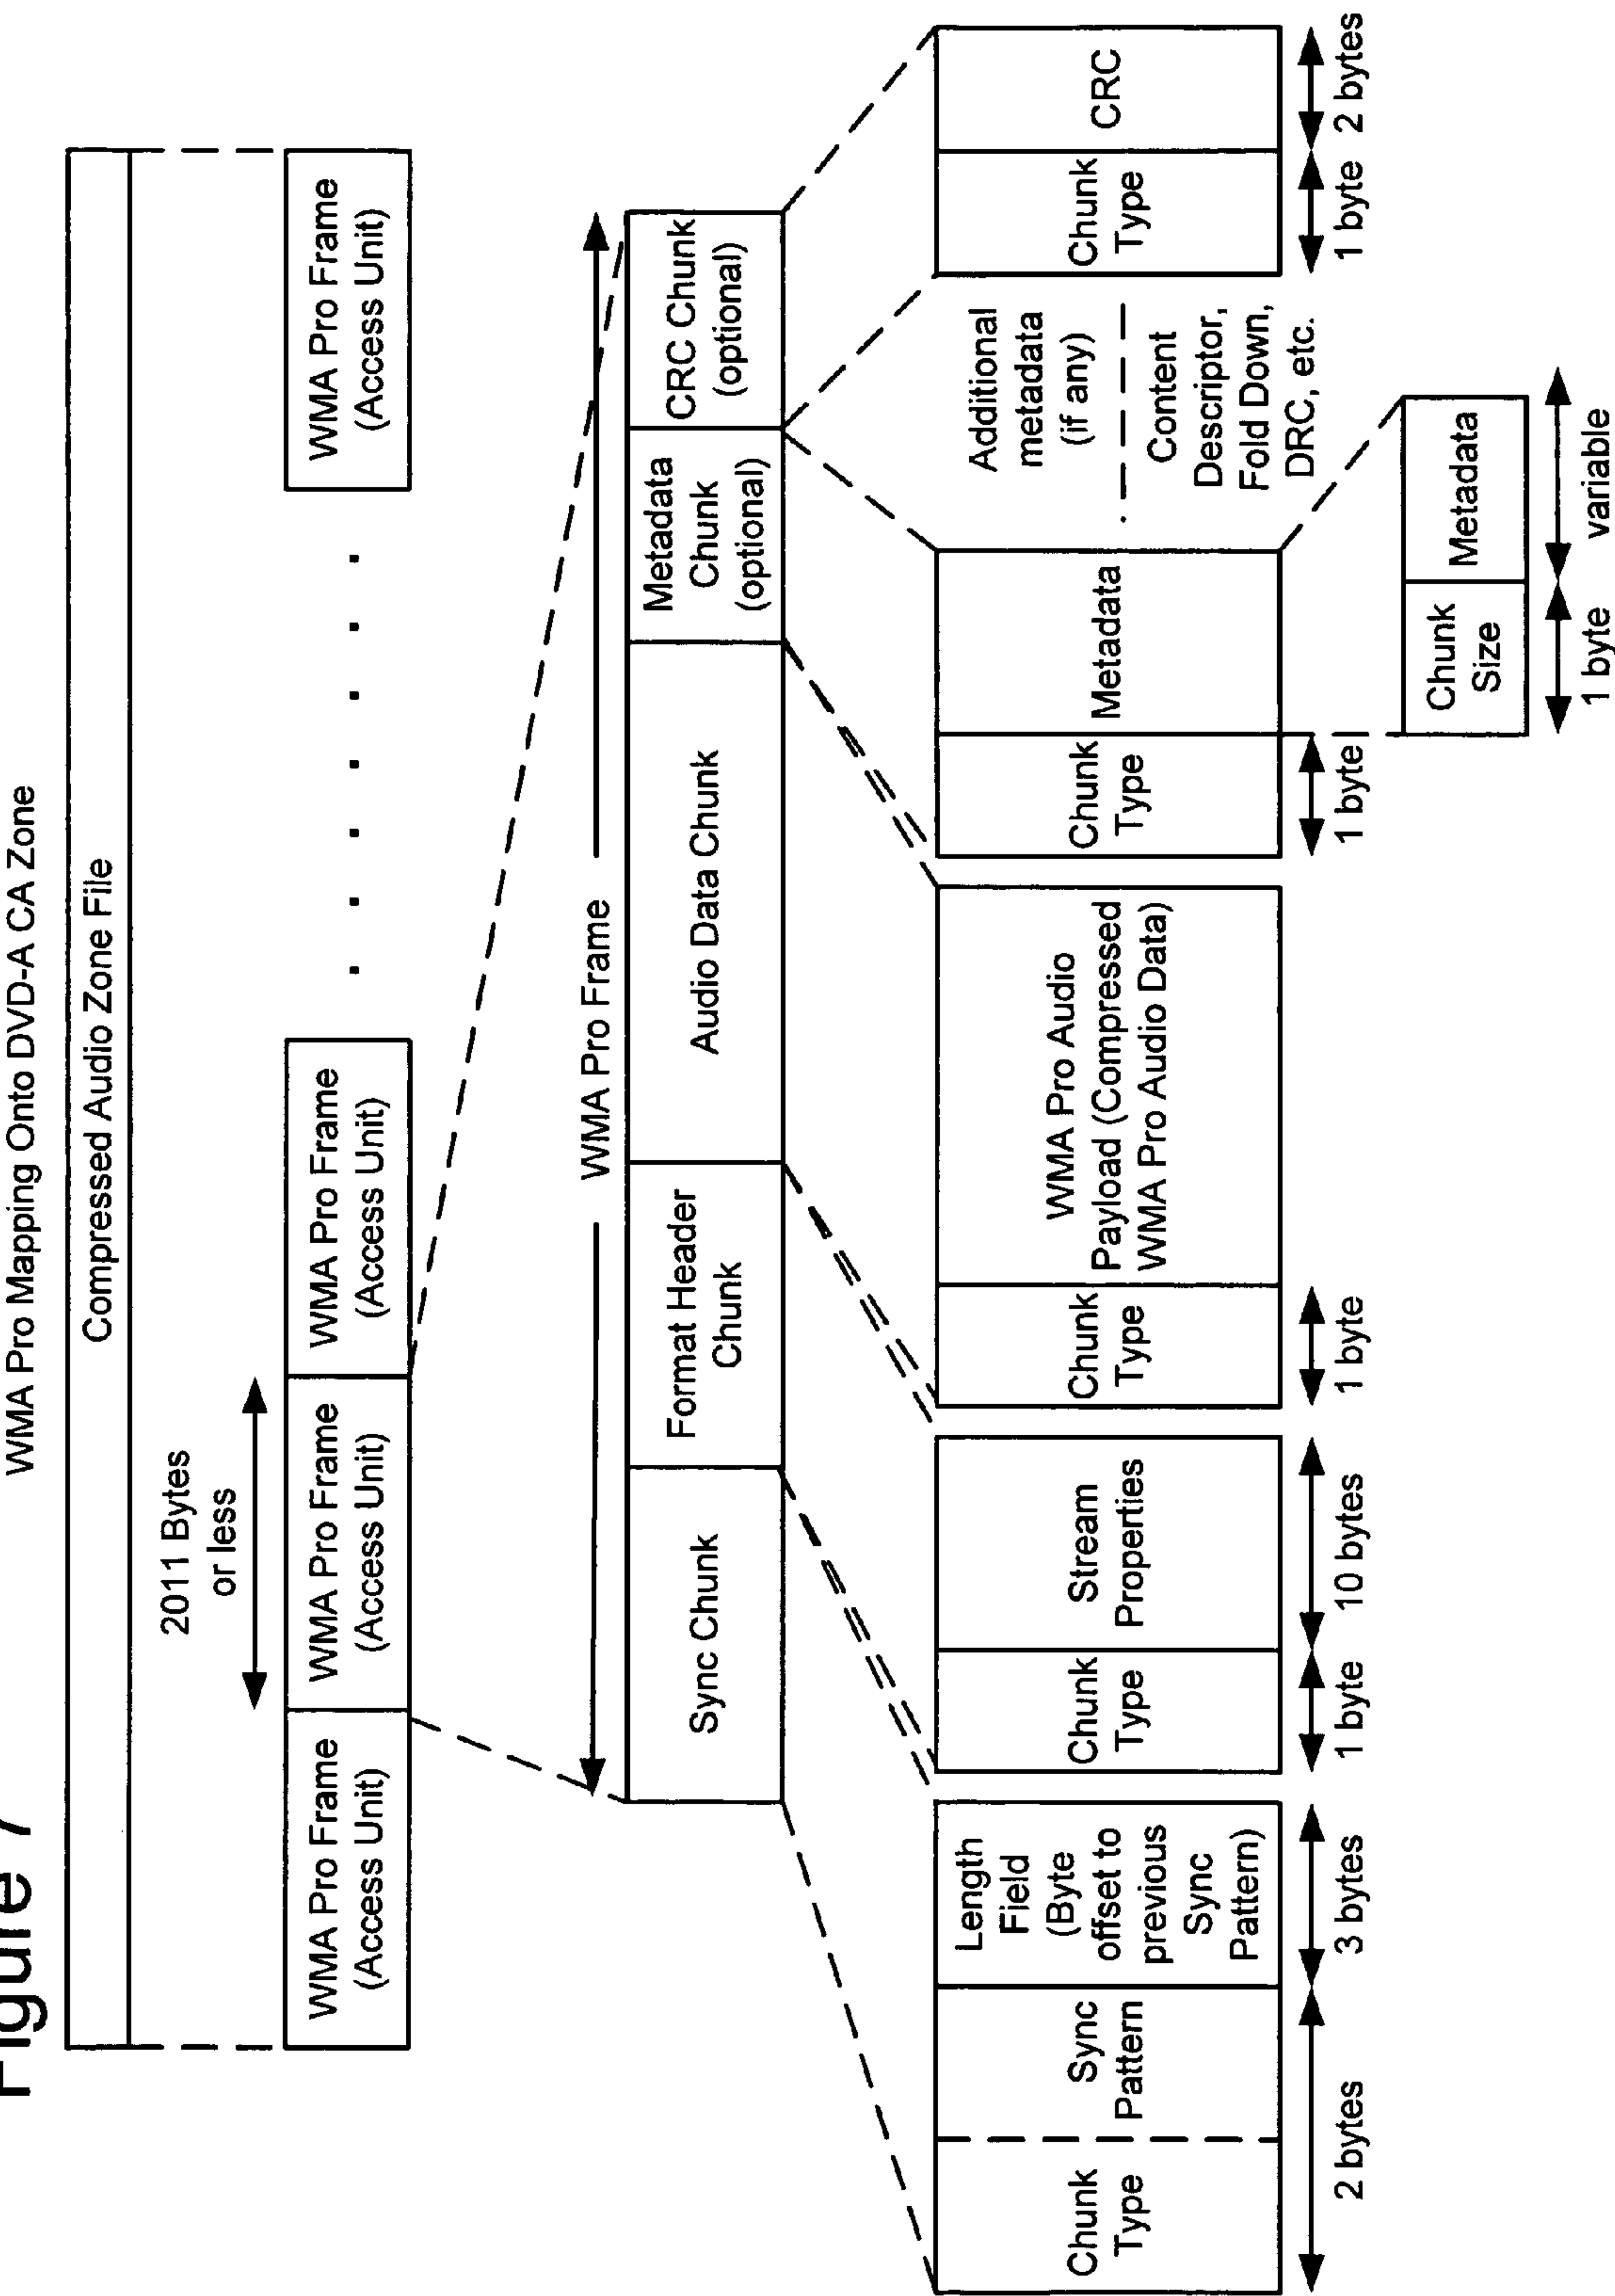 Figure 7
WMA Pro Mapping Onto DVD-A CA Zone
Compressed Audio Zone File
2011 Bytes
or less
WMA Pro Frame
(Access Unit)
WMA Pro Frame
(Access Unit)
WMA Pro Frame
(Access Unit)
. . . . . . .
WMA Pro Frame
(Access Unit)
WMA Pro Frame
Sync Chunk
Format Header
Chunk
Audio Data Chunk
Metadata
Chunk
(optional)
CRC Chunk
(optional)
Chunk
Type
Sync
Pattern
Length
Field
(Byte
offset to
previous
Sync
Pattern)
2 bytes
3 bytes
Chunk
Type
Stream
Properties
1 byte
10 bytes
Chunk
Type
WMA Pro Audio
Payload (Compressed
WMA Pro Audio Data)
1 byte
Chunk
Type
Metadata
1 byte
Additional
metadata
(if any)
Content
Descriptor,
Fold Down,
DRC, etc.
Chunk
Type
CRC
1 byte
2 bytes
Chunk
Size
Metadata
1 byte
variable